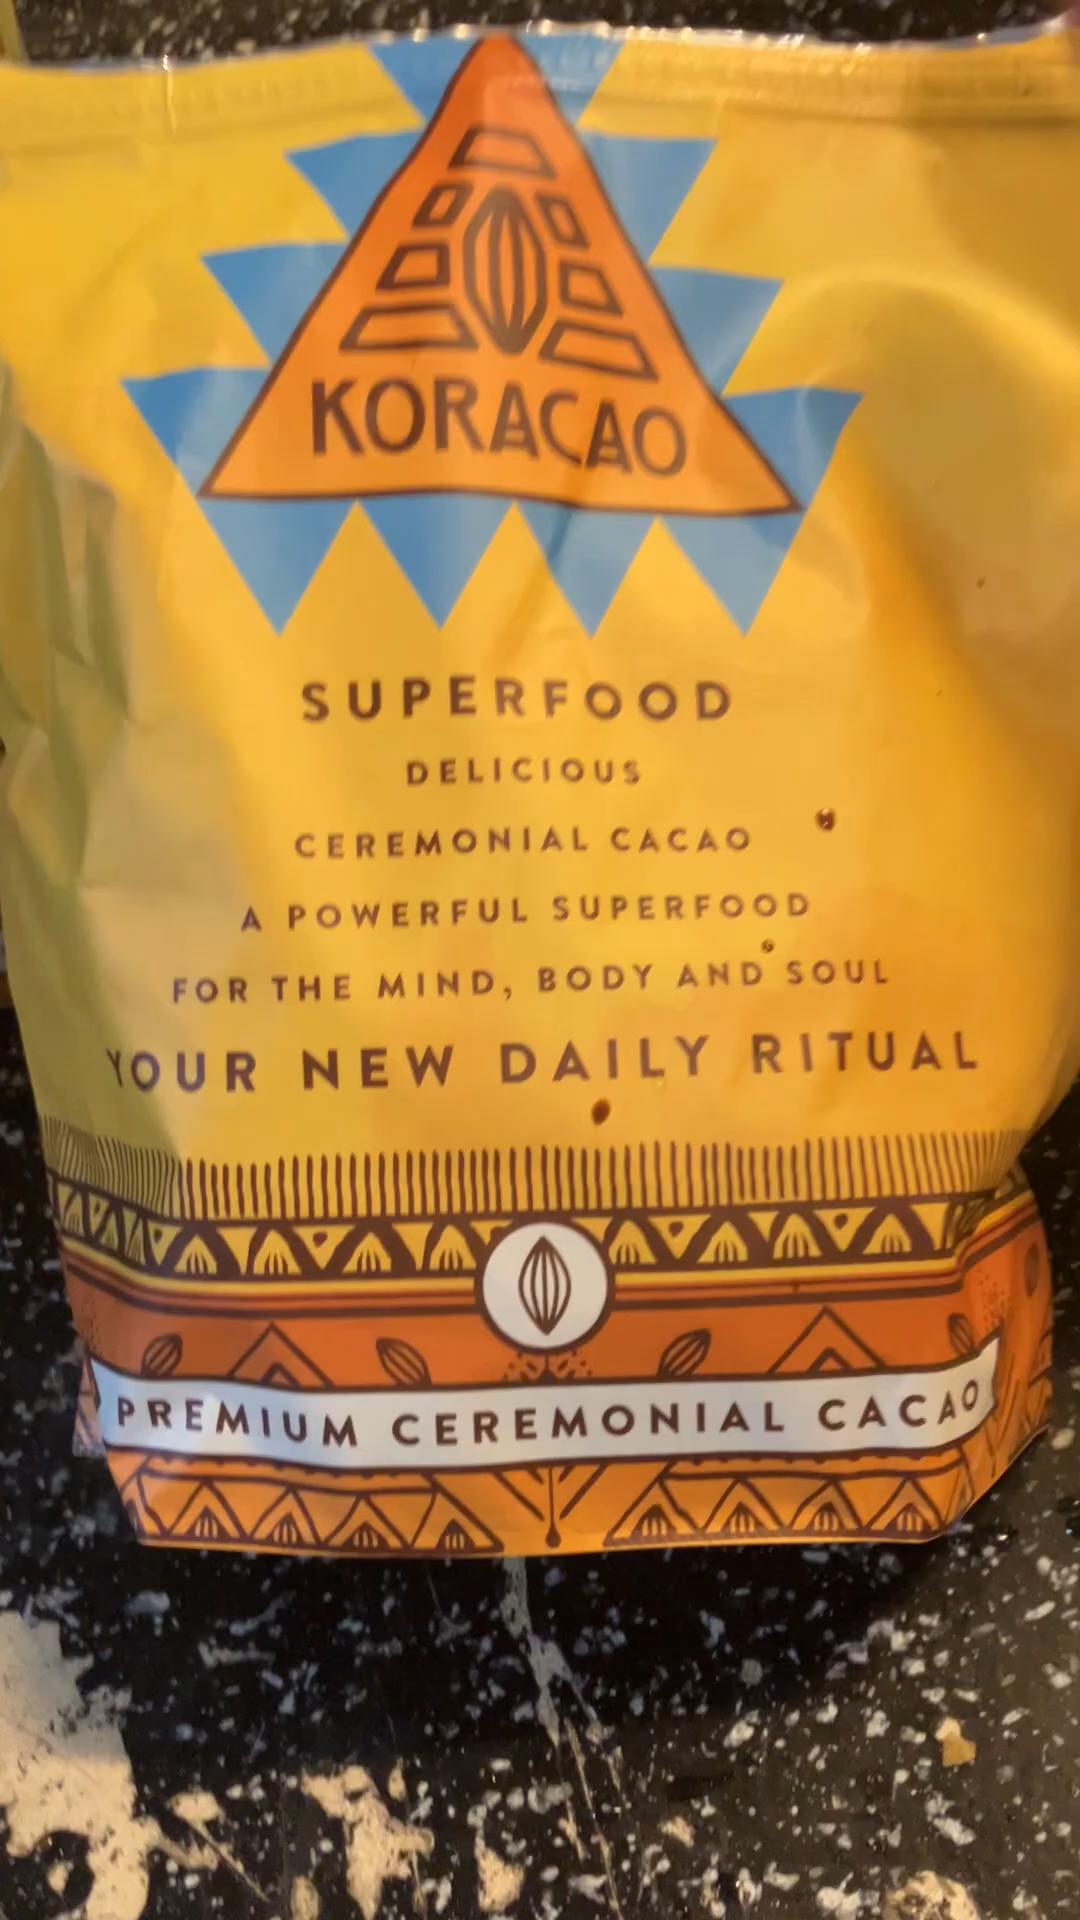 KORACAO
SUPERFOOD
DELICIOUS
CEREMONIAL CACAO
A POWERFUL SUPERFOOD
FOR THE MIND, BODY AND SOUL
YOUR NEW DAILY RITUAL
PREMIUM CEREMONIAL CACAO